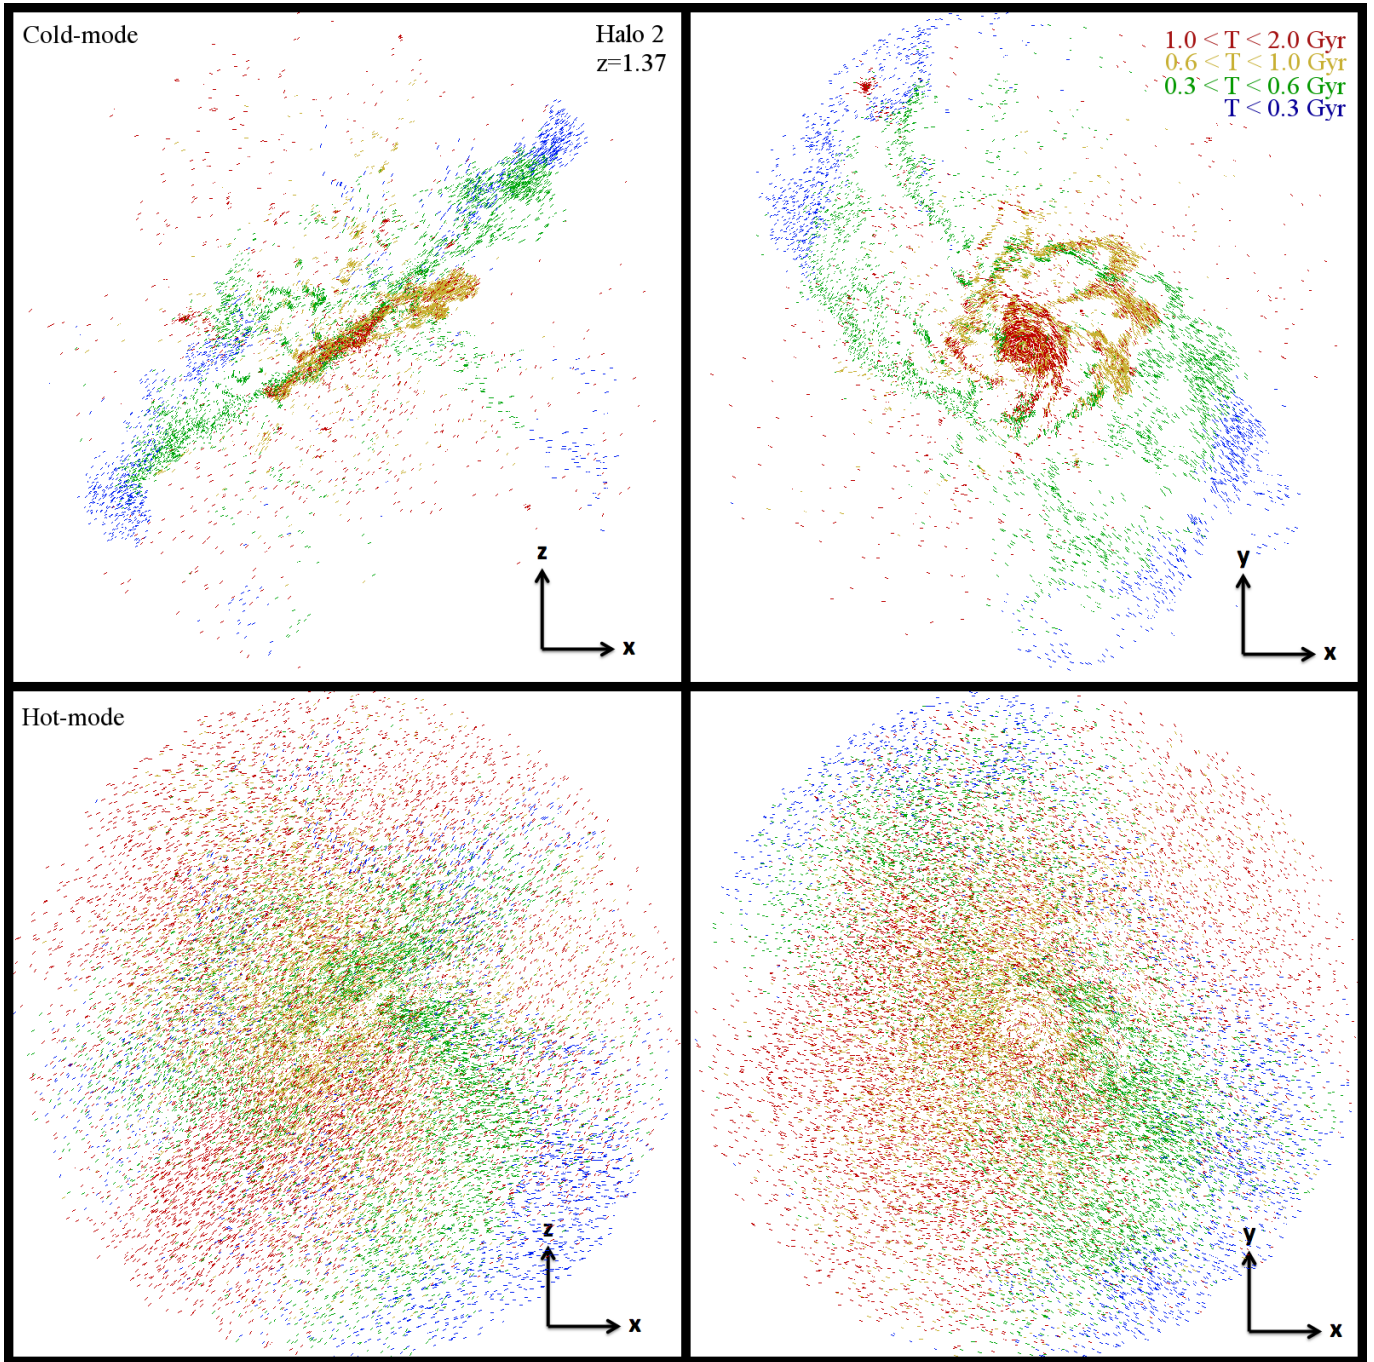 Cold-mode
Halo 2
z=1.37
1.0 < T < 2.0 Gyr
0.6 < T < 1.0 Gyr
0.3 < T < 0.6 Gyr
T < 0.3 Gyr
z
x
y
x
Hot-mode
z
x
y
x